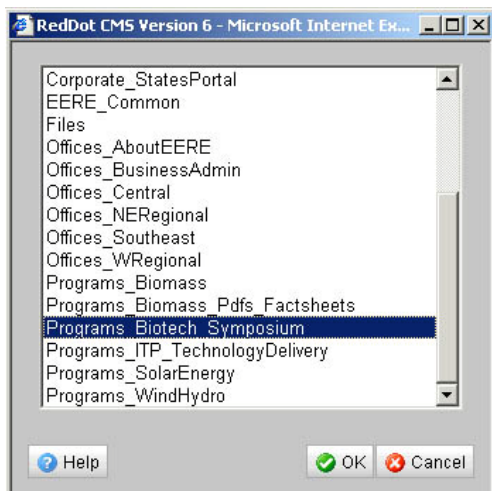 RedDot CMS Version 6 - Microsoft Internet Ex...
Corporate_StatesPortal
EERE_Common
Files
Offices_AboutEERE
Offices_BusinessAdmin
Offices_Central
Offices_NERegional
Offices_Southeast
Offices_WRegional
Programs_Biomass
Programs_Biomass_Pdfs_Factsheets
Programs_Biotech_Symposium
Programs_ITP_TechnologyDelivery
Programs_SolarEnergy
Programs_WindHydro
Help OK Cancel